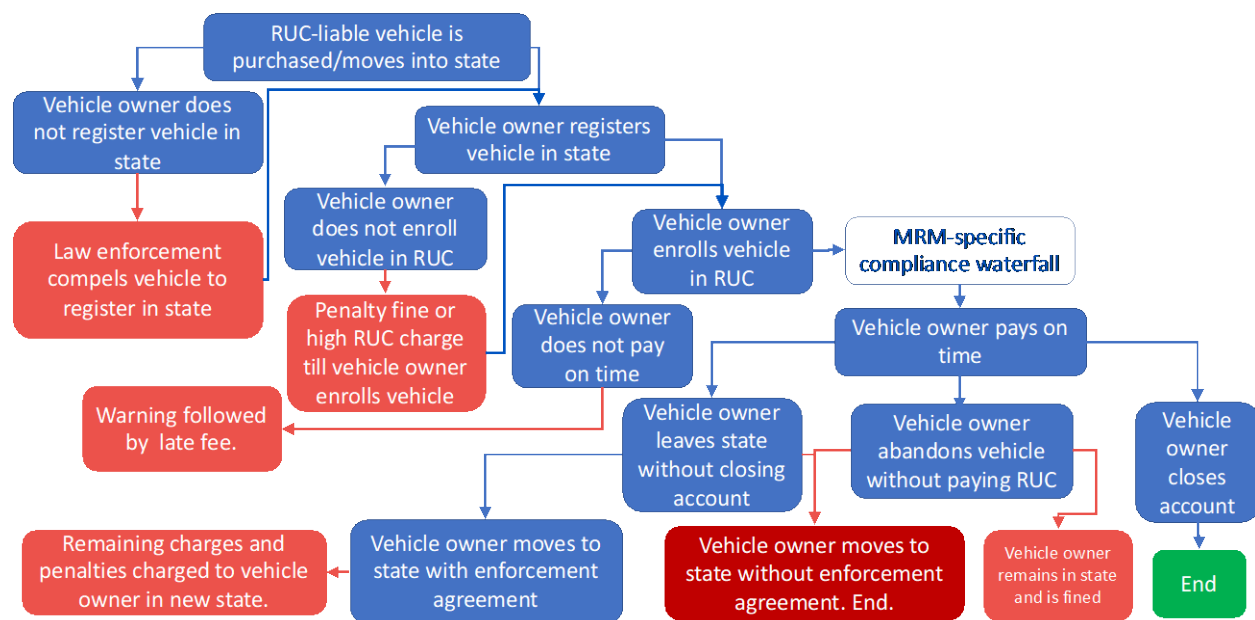 RUC-liable vehicle is
purchased/moves into state
Vehicle owner does
not register vehicle in
state
Vehicle owner registers
vehicle in state
Law enforcement
compels vehicle to
register in state
Vehicle owner
does not enroll
vehicle in RUC
Vehicle owner
enrolls vehicle
in RUC
MRM-specific
compliance waterfall
Penalty fine or
high RUC charge
till vehicle owner
enrolls vehicle
Vehicle owner
does not pay
on time
Vehicle owner pays on
time
Warning followed
by late fee.
Vehicle owner
leaves state
without closing
account
Vehicle owner
abandons vehicle
without paying RUC
Vehicle
owner
closes
account
Remaining charges and
penalties charged to vehicle
owner in new state.
Vehicle owner moves to
state with enforcement
agreement
Vehicle owner moves to
state without enforcement
agreement. End.
Vehicle owner
remains in state
and is fined
End